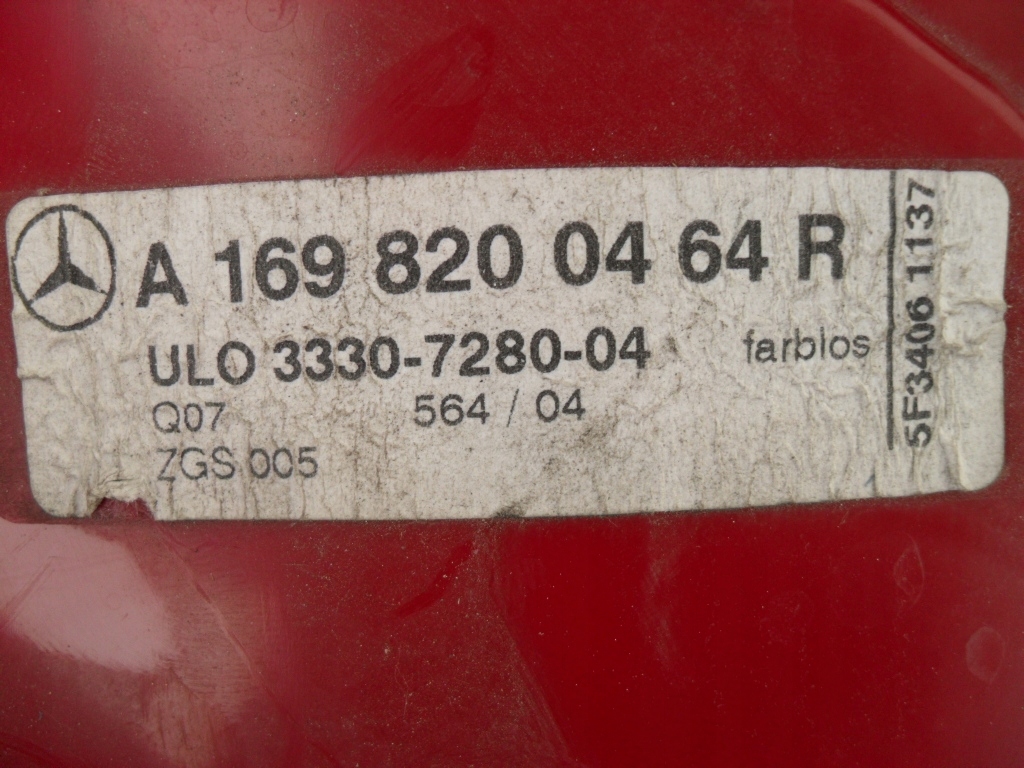 A 169 820 04 64 R
ULO 3330-7280-04 farblos
Q07 564 / 04
ZGS 005
5F3406 1137